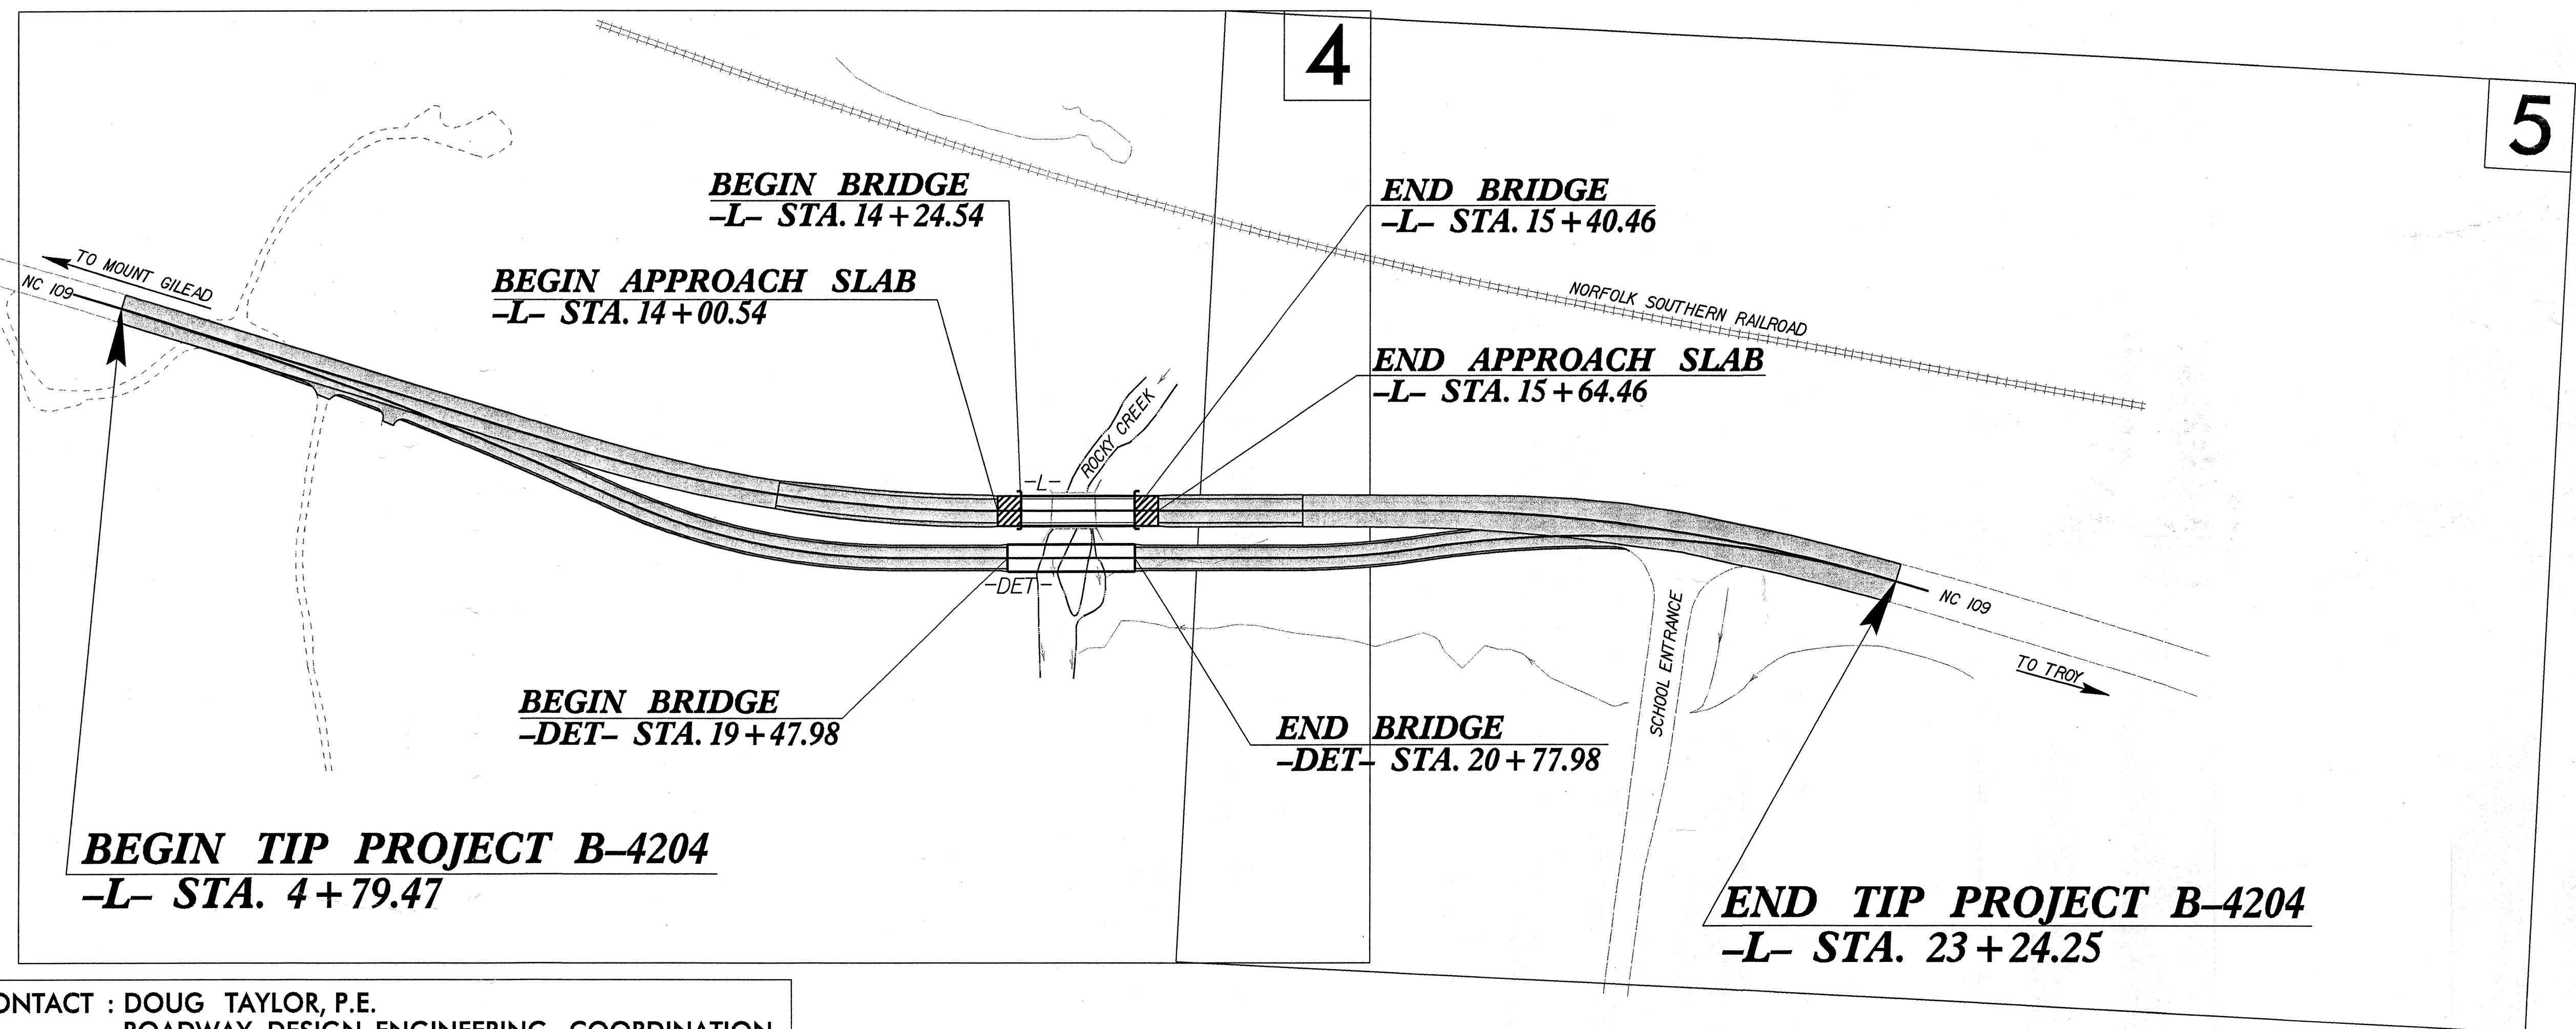 4
5
BEGIN BRIDGE
-L- STA. 14+24.54
END BRIDGE
-L- STA. 15+40.46
TO MOUNT GILEAD
NC 109
BEGIN APPROACH SLAB
-L- STA. 14+00.54
NORFOLK SOUTHERN RAILROAD
END APPROACH SLAB
-L- STA. 15+64.46
ROCKY CREEK
-L-
-DET-
NC 109
SCHOOL ENTRANCE
TO TROY
BEGIN BRIDGE
-DET- STA. 19+47.98
END BRIDGE
-DET- STA. 20+77.98
BEGIN TIP PROJECT B-4204
-L- STA. 4+79.47
END TIP PROJECT B-4204
-L- STA. 23+24.25
ONTACT : DOUG TAYLOR, P.E.
ROADWAY DESIGN ENGINEERING COORDINATION